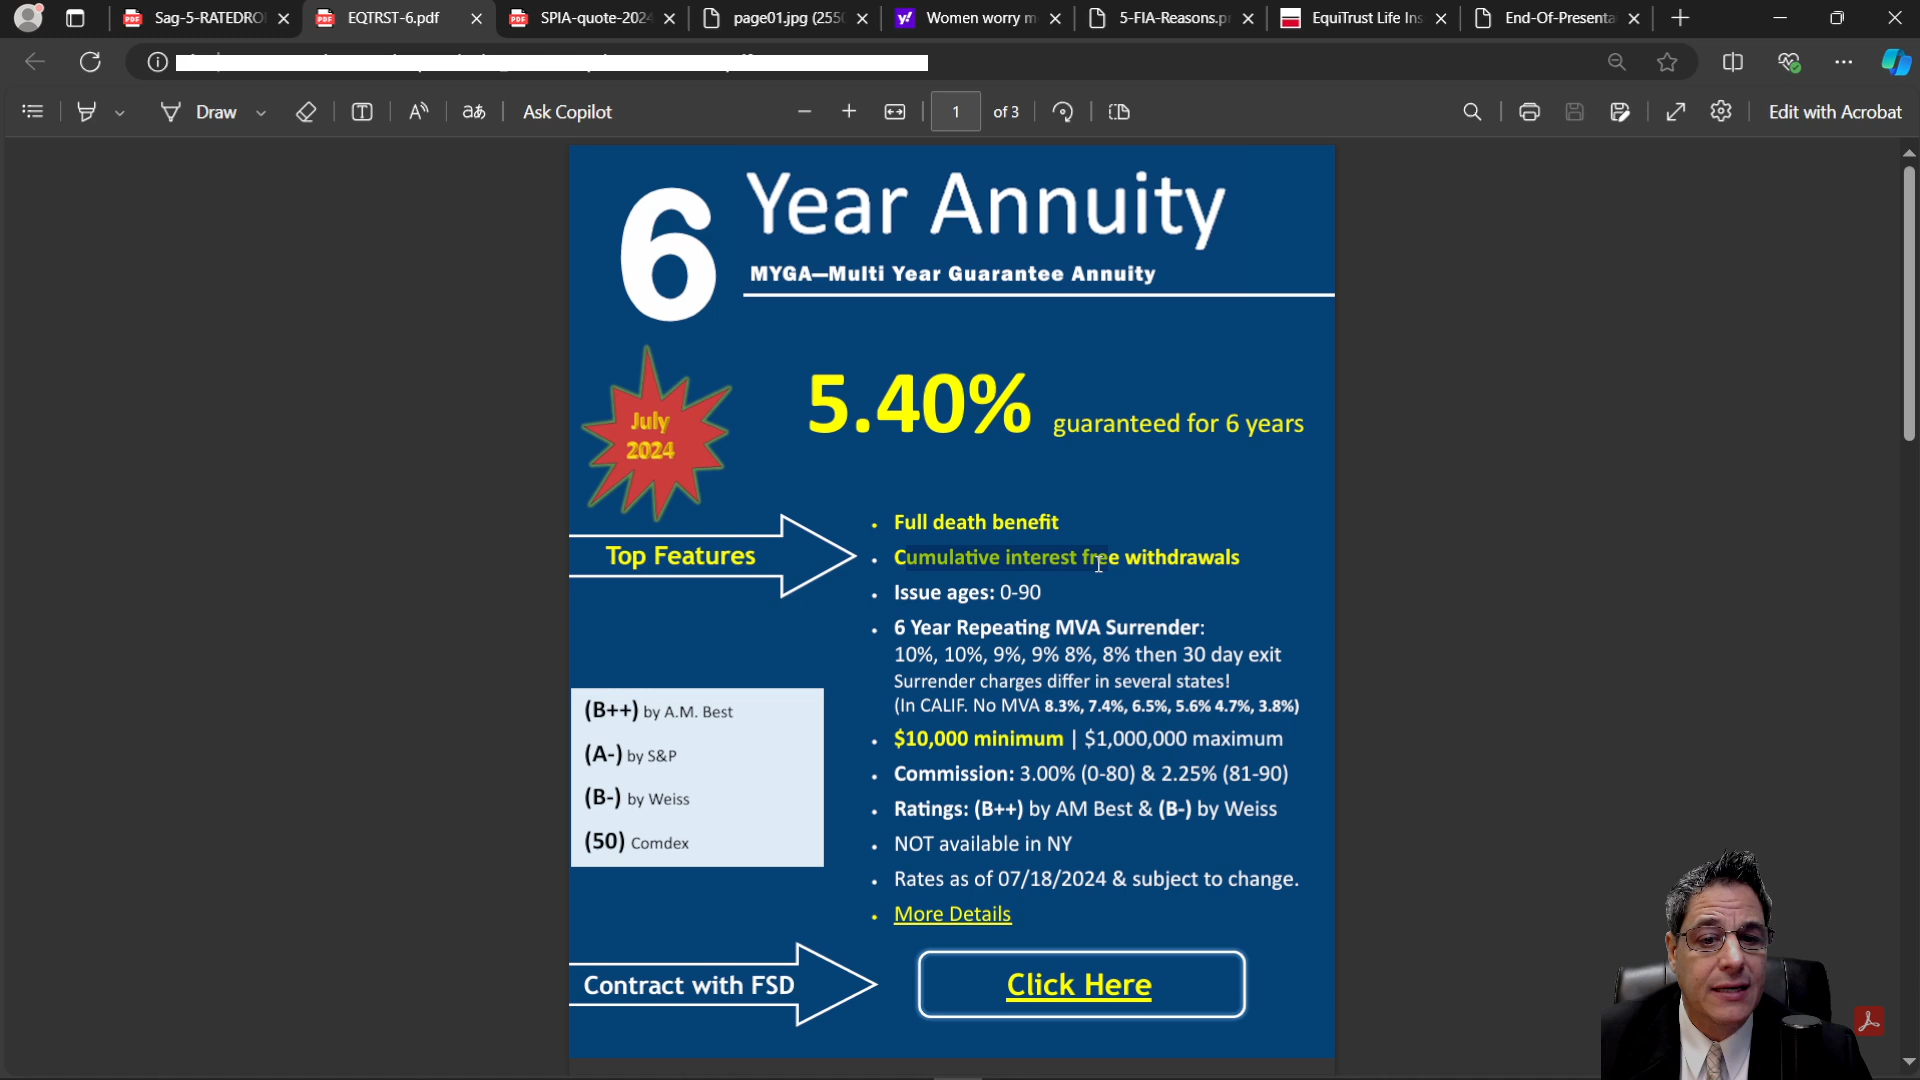 Sag-5-RATEDRO
EQTRST-6.pdf
SPIA-quote-202
page01.jpg (255
Women worry m
5-FIA-Reasons.p
EquiTrust Life Ins
End-Of-Presenta
Draw
aあ
Ask Copilot
1 of 3
Edit with Acrobat
6 Year Annuity
MYGA—Multi Year Guarantee Annuity
July
2024
5.40% guaranteed for 6 years
Top Features
• Full death benefit
• Cumulative interest free withdrawals
• Issue ages: 0-90
• 6 Year Repeating MVA Surrender:
10%, 10%, 9%, 9% 8%, 8% then 30 day exit
Surrender charges differ in several states!
(In CALIF. No MVA 8.3%, 7.4%, 6.5%, 5.6% 4.7%, 3.8%)
• $10,000 minimum | $1,000,000 maximum
• Commission: 3.00% (0-80) & 2.25% (81-90)
• Ratings: (B++) by AM Best & (B-) by Weiss
• NOT available in NY
• Rates as of 07/18/2024 & subject to change.
• More Details
(B++) by A.M. Best
(A-) by S&P
(B-) by Weiss
(50) Comdex
Contract with FSD
Click Here